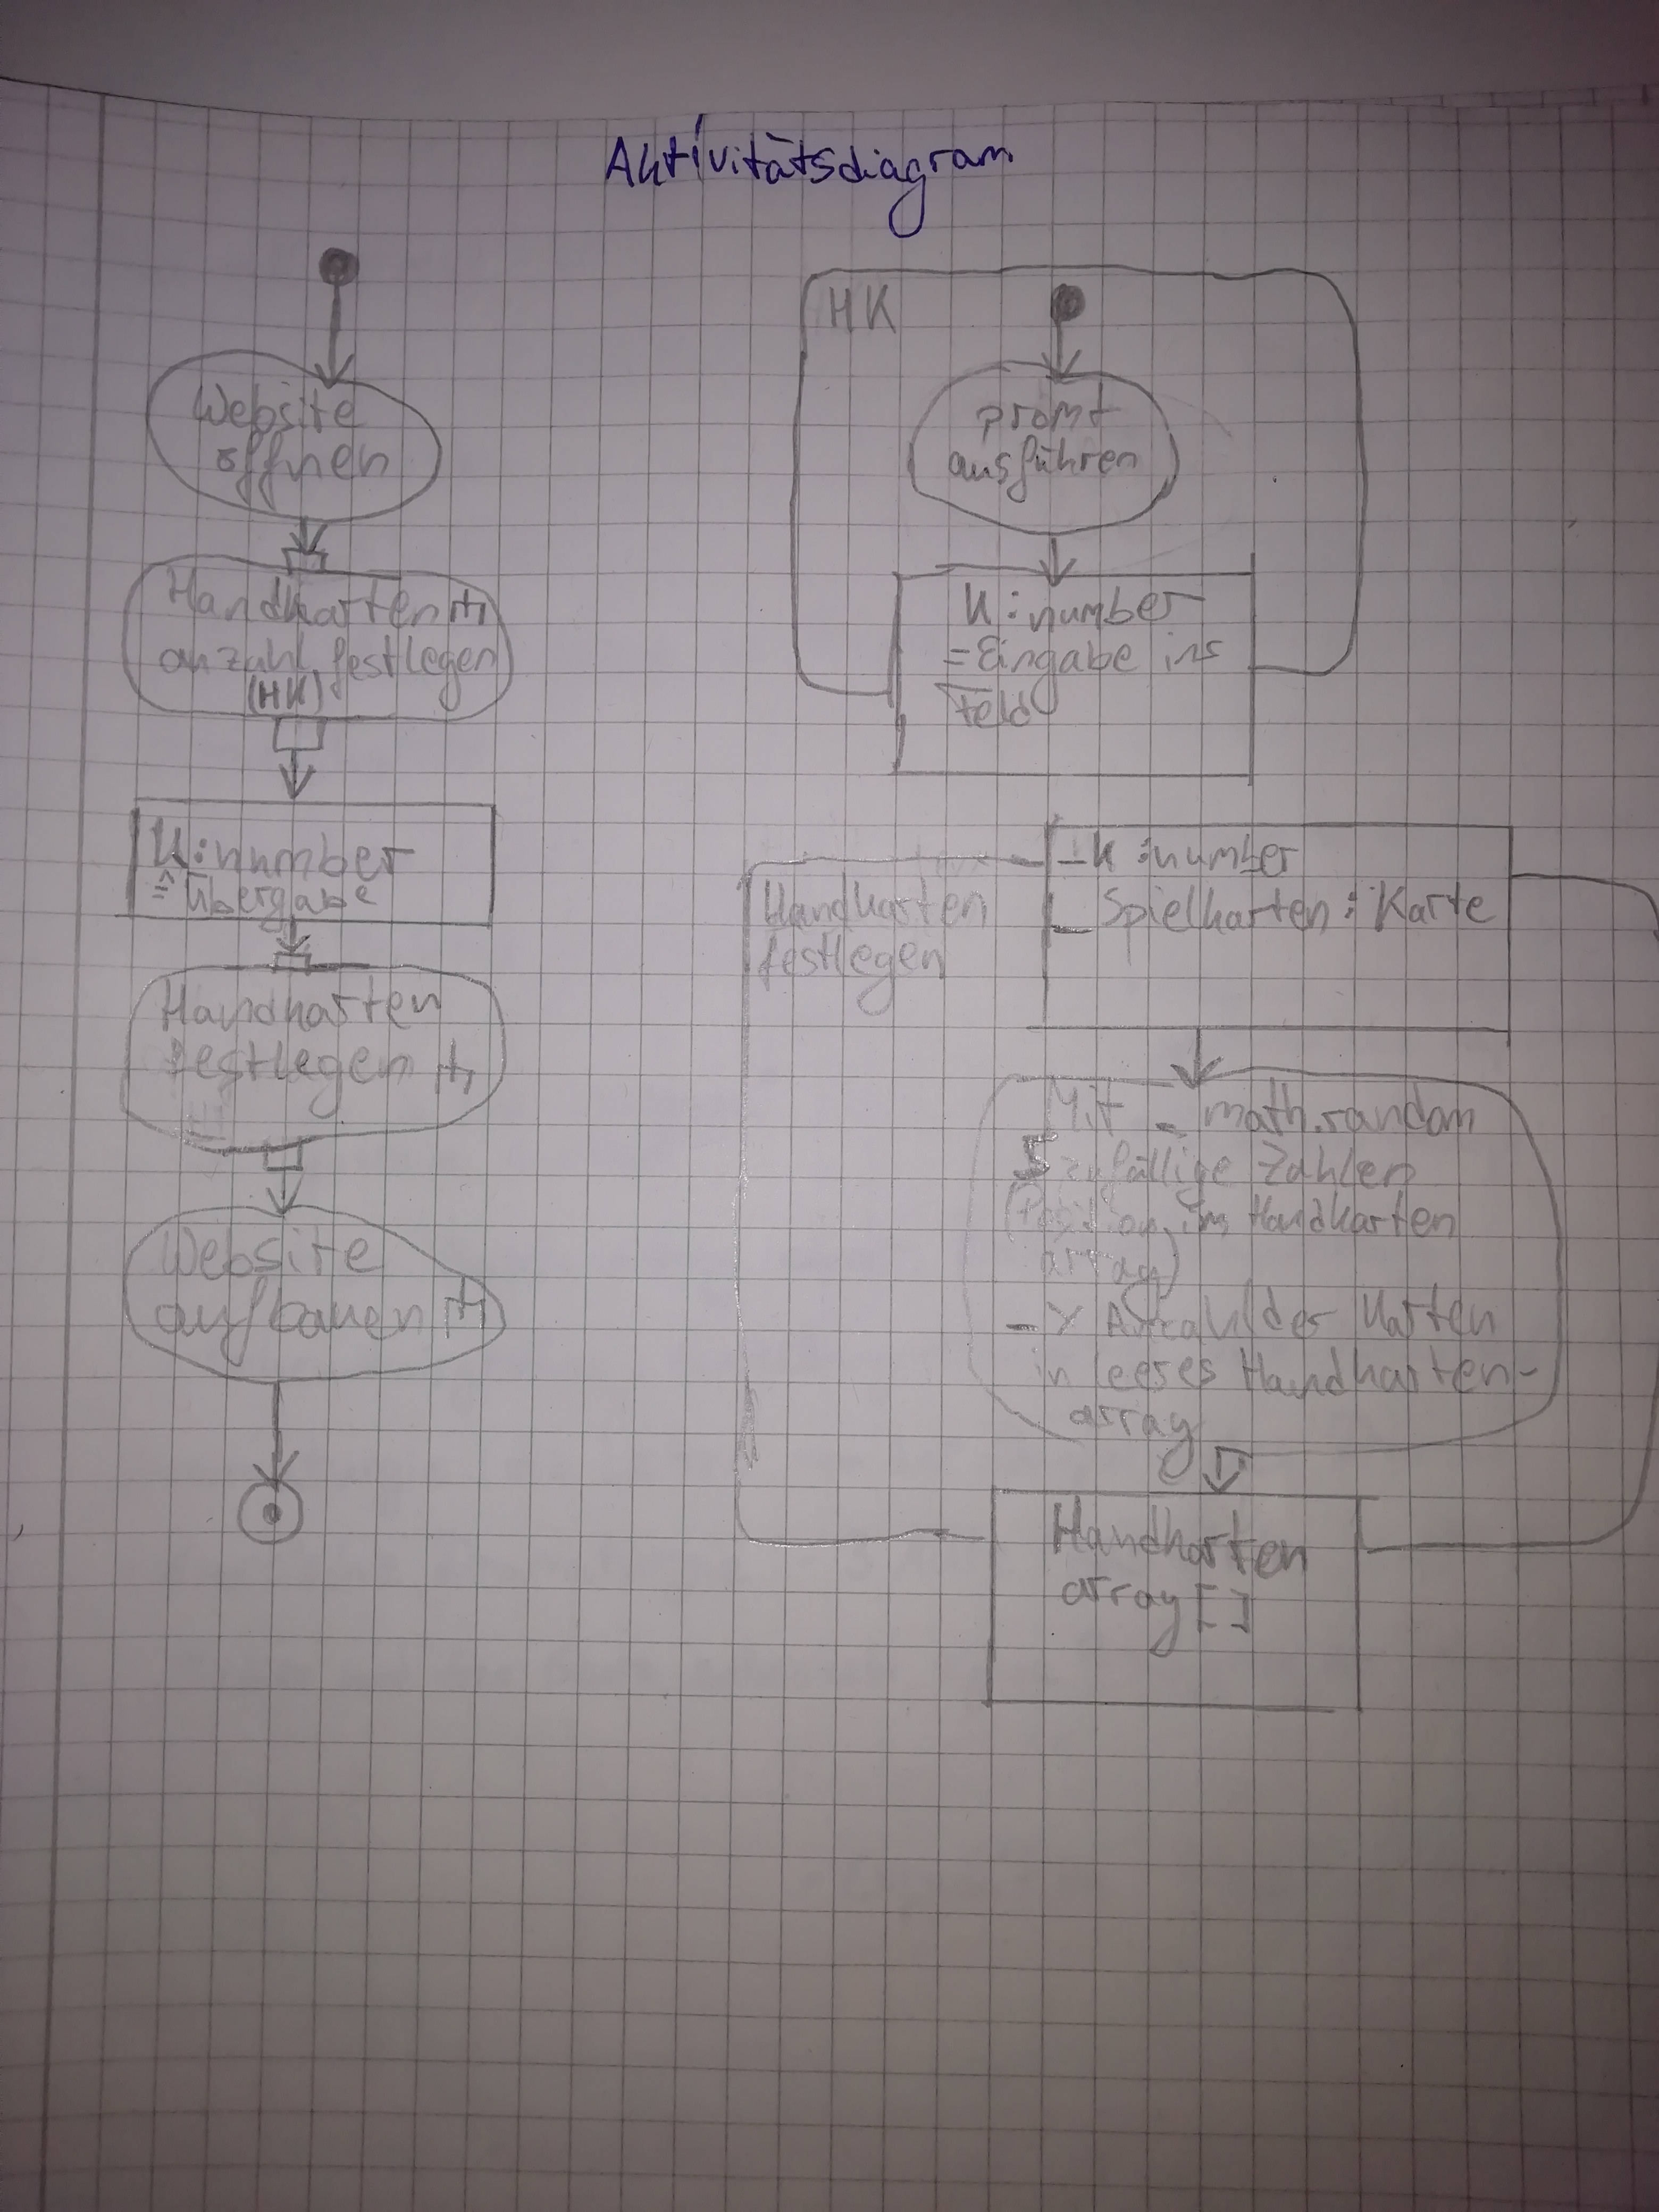 Aktivitätsdiagram
Website
öffnen
Handkarten
anzahl festlegen
(HK)
K:number
≙ Übergabe
Handkarten
festlegen
Website
aufbauen
HK
promt
ausführen
K:number
=Eingabe ins
Feld
Handkarten
festlegen
-K:number
- Spielkarten:Karte
Mit - math.random
5 zufällige Zahlen
(Position im Handkarten
array)
-> Anzahl der Karten
in leeres Handkarten-
array
Handkarten
array[]